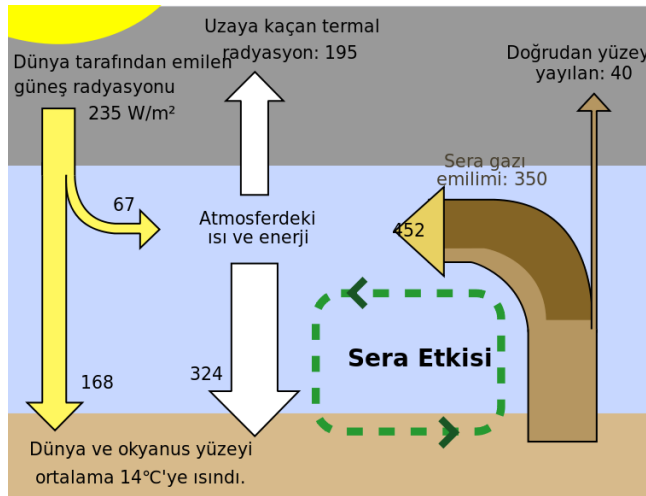 Uzaya kaçan termal
radyasyon: 195
Dünya tarafından emilen
güneş radyasyonu
235 W/m²
Doğrudan yüzey
yayılan: 40
Sera gazı
emilimi: 350
67
Atmosferdeki
ısı ve enerji
452
Sera Etkisi
168
324
Dünya ve okyanus yüzeyi
ortalama 14°C'ye ısındı.